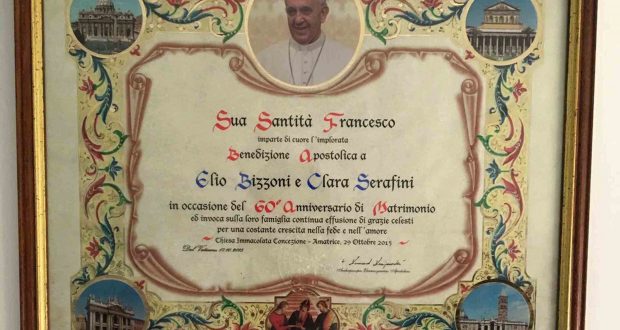 Sua Santità Francesco
imparte di cuore l'implorata
Benedizione Apostolica a
Elio Bizzoni e Clara Serafini
in occasione del 60º Anniversario di Matrimonio
ed invoca sulla loro famiglia continua effusione di grazie celesti
per una costante crescita nella fede e nell'amore
~ Chiesa Immacolata Concezione - Amatrice, 29 Ottobre 2015 ~
Dal Vaticano